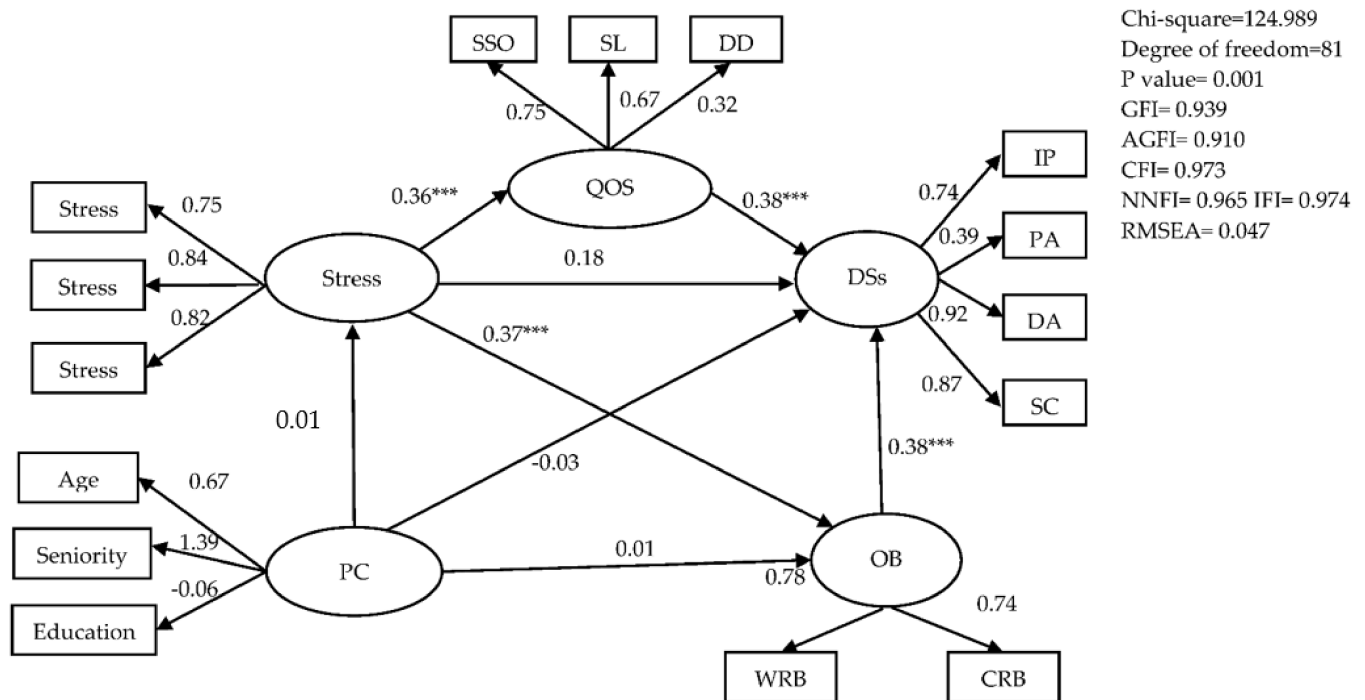 Chi-square=124.989
Degree of freedom=81
P value= 0.001
GFI= 0.939
AGFI= 0.910
CFI= 0.973
NNFI= 0.965 IFI= 0.974
RMSEA= 0.047
SSO
SL
DD
0.75
0.67
0.32
QOS
0.36***
0.38***
Stress
Stress
Stress
0.75
0.84
0.82
Stress
0.18
0.37***
DSs
IP
PA
DA
SC
0.74
0.39
0.92
0.87
0.01
-0.03
0.38***
Age
Seniority
Education
0.67
1.39
-0.06
PC
0.01
OB
0.78
0.74
WRB
CRB